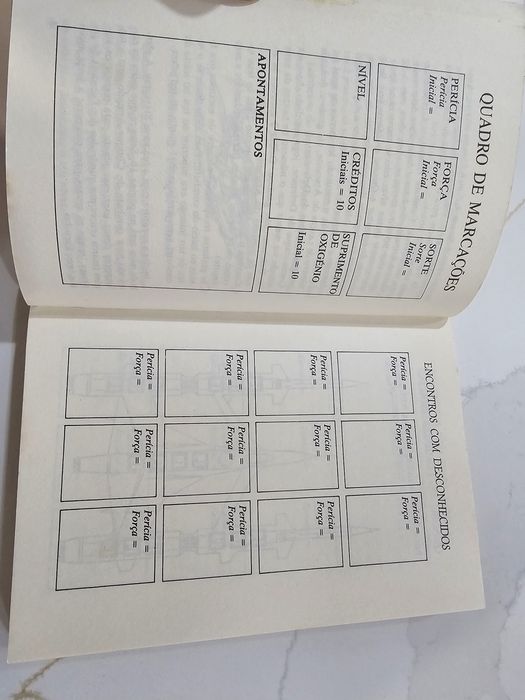 QUADRO DE MARCAÇÕES
PERÍCIA
Perícia
Inicial =
FORÇA
Força
Inicial =
SORTE
Sorte
Inicial =
NÍVEL
CRÉDITOS
Iniciais = 10
SUPRIMENTO
DE
OXIGÉNIO
Inicial = 10
APONTAMENTOS
ENCONTROS COM DESCONHECIDOS
Perícia =
Força =
Perícia =
Força =
Perícia =
Força =
Perícia =
Força =
Perícia =
Força =
Perícia =
Força =
Perícia =
Força =
Perícia =
Força =
Perícia =
Força =
Perícia =
Força =
Perícia =
Força =
Perícia =
Força =